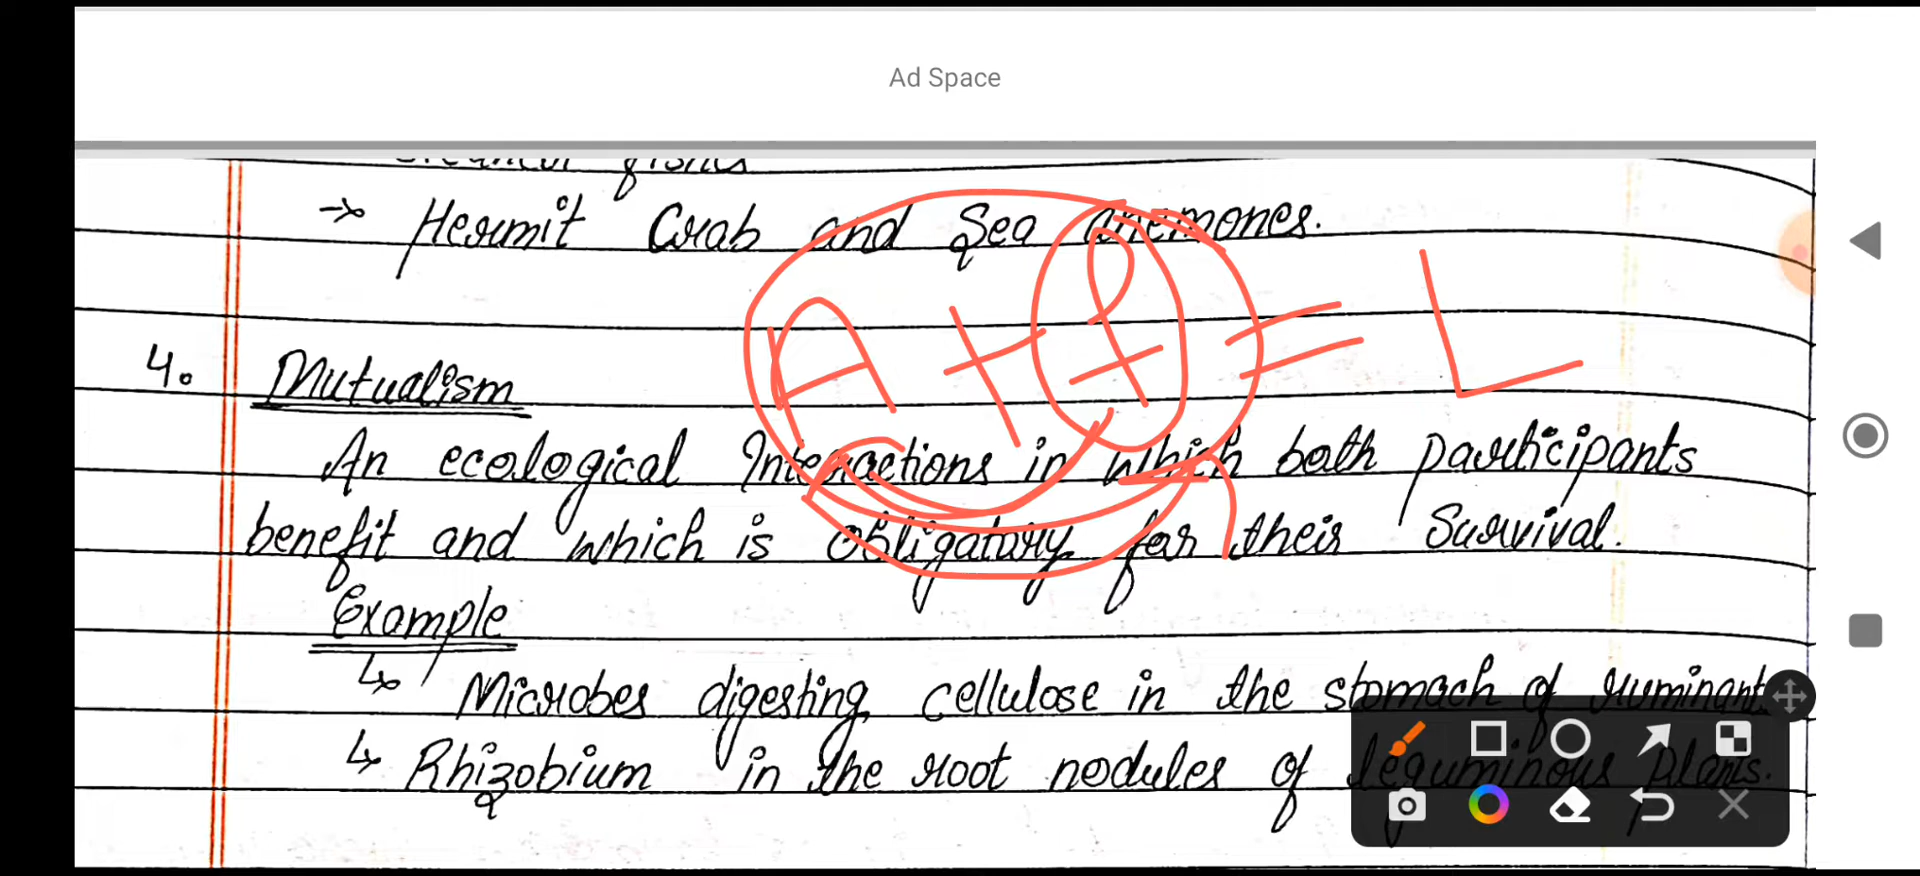 Ad Space
fishes
→ Hermit Crab and Sea anemones.
A + = L
4. Mutualism
An ecological Interactions in which both participants
benefit and which is obligatory for their Survival.
Example
↳ Microbes digesting cellulose in the stomach of ruminant
↳ Rhizobium in the root nodules of leguminous plants.